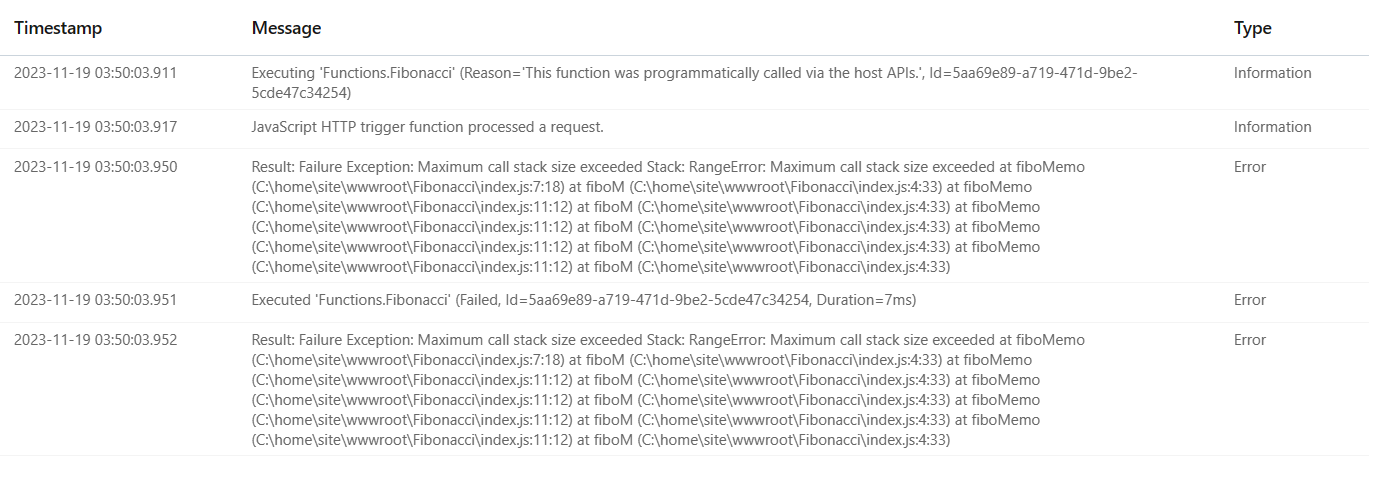 Timestamp Message Type
2023-11-19 03:50:03.911 Executing 'Functions.Fibonacci' (Reason='This function was programmatically called via the host APIs.', Id=5aa69e89-a719-471d-9be2- Information
5cde47c34254)
2023-11-19 03:50:03.917 JavaScript HTTP trigger function processed a request. Information
2023-11-19 03:50:03.950 Result: Failure Exception: Maximum call stack size exceeded Stack: RangeError: Maximum call stack size exceeded at fiboMemo Error
(C:\home\site\wwwroot\Fibonacci\index.js:7:18) at fiboM (C:\home\site\wwwroot\Fibonacci\index.js:4:33) at fiboMemo
(C:\home\site\wwwroot\Fibonacci\index.js:11:12) at fiboM (C:\home\site\wwwroot\Fibonacci\index.js:4:33) at fiboMemo
(C:\home\site\wwwroot\Fibonacci\index.js:11:12) at fiboM (C:\home\site\wwwroot\Fibonacci\index.js:4:33) at fiboMemo
(C:\home\site\wwwroot\Fibonacci\index.js:11:12) at fiboM (C:\home\site\wwwroot\Fibonacci\index.js:4:33) at fiboMemo
(C:\home\site\wwwroot\Fibonacci\index.js:11:12) at fiboM (C:\home\site\wwwroot\Fibonacci\index.js:4:33)
2023-11-19 03:50:03.951 Executed 'Functions.Fibonacci' (Failed, Id=5aa69e89-a719-471d-9be2-5cde47c34254, Duration=7ms) Error
2023-11-19 03:50:03.952 Result: Failure Exception: Maximum call stack size exceeded Stack: RangeError: Maximum call stack size exceeded at fiboMemo Error
(C:\home\site\wwwroot\Fibonacci\index.js:7:18) at fiboM (C:\home\site\wwwroot\Fibonacci\index.js:4:33) at fiboMemo
(C:\home\site\wwwroot\Fibonacci\index.js:11:12) at fiboM (C:\home\site\wwwroot\Fibonacci\index.js:4:33) at fiboMemo
(C:\home\site\wwwroot\Fibonacci\index.js:11:12) at fiboM (C:\home\site\wwwroot\Fibonacci\index.js:4:33) at fiboMemo
(C:\home\site\wwwroot\Fibonacci\index.js:11:12) at fiboM (C:\home\site\wwwroot\Fibonacci\index.js:4:33) at fiboMemo
(C:\home\site\wwwroot\Fibonacci\index.js:11:12) at fiboM (C:\home\site\wwwroot\Fibonacci\index.js:4:33)